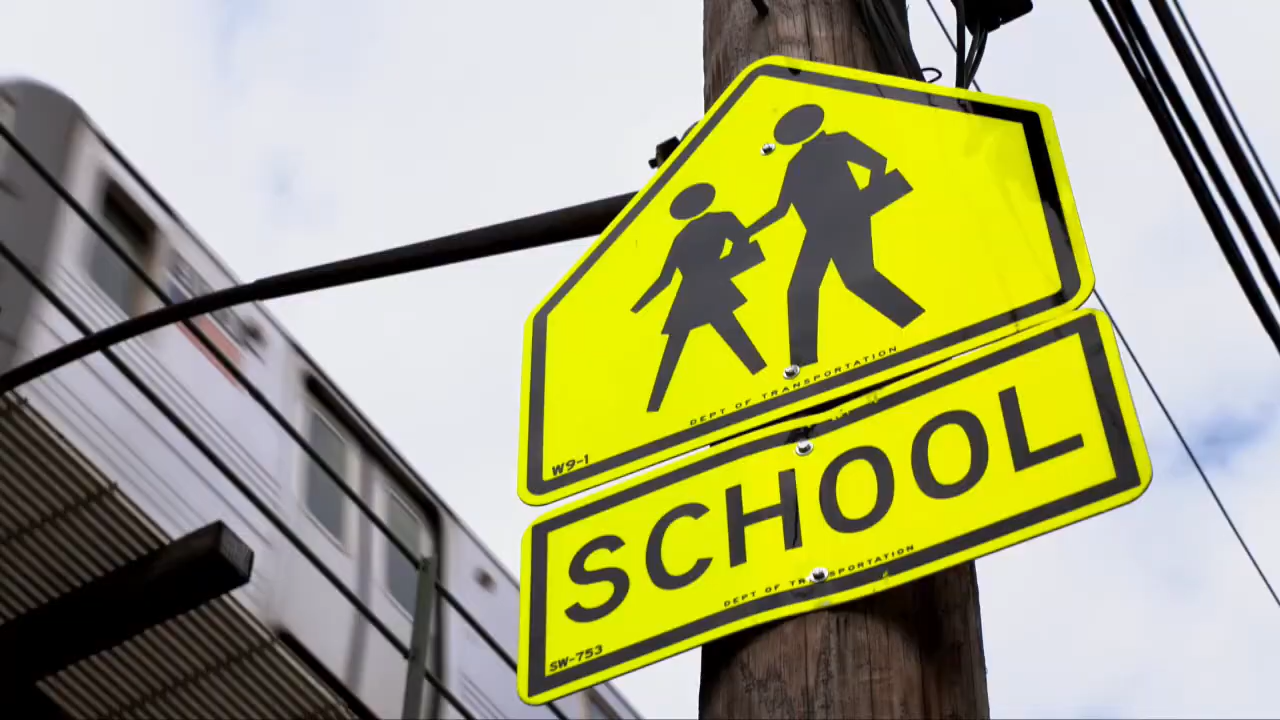 DEPT OF TRANSPORTATION
W9-1
SCHOOL
DEPT OF TRANSPORTATION
SW-753